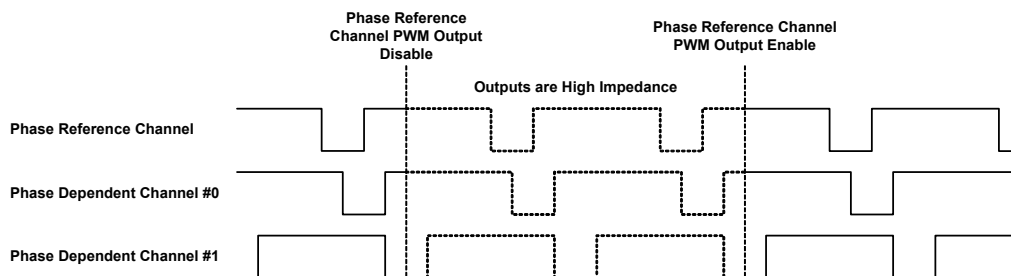 Phase Reference
Channel PWM Output
Disable
Phase Reference Channel
PWM Output Enable
Outputs are High Impedance
Phase Reference Channel
Phase Dependent Channel #0
Phase Dependent Channel #1